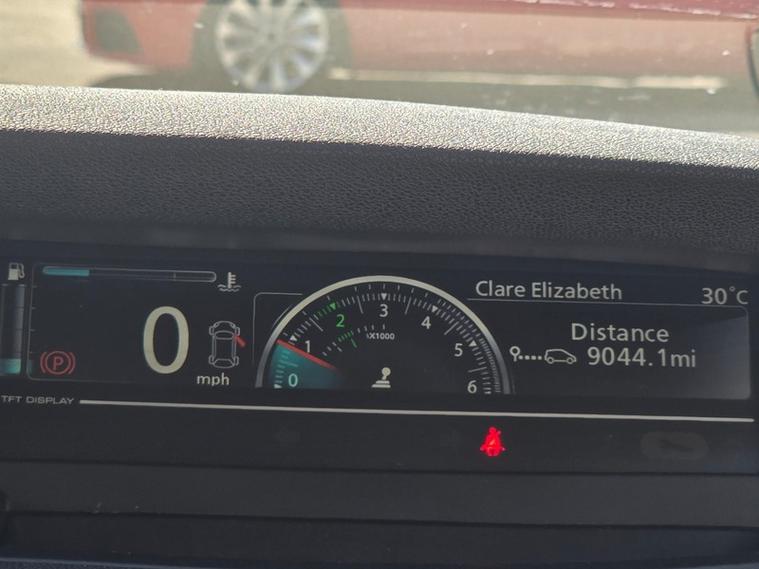 Clare Elizabeth
30°C
Distance
9044.1mi
0
mph
P
0
1
2
3
4
5
6
X1000
TFT DISPLAY